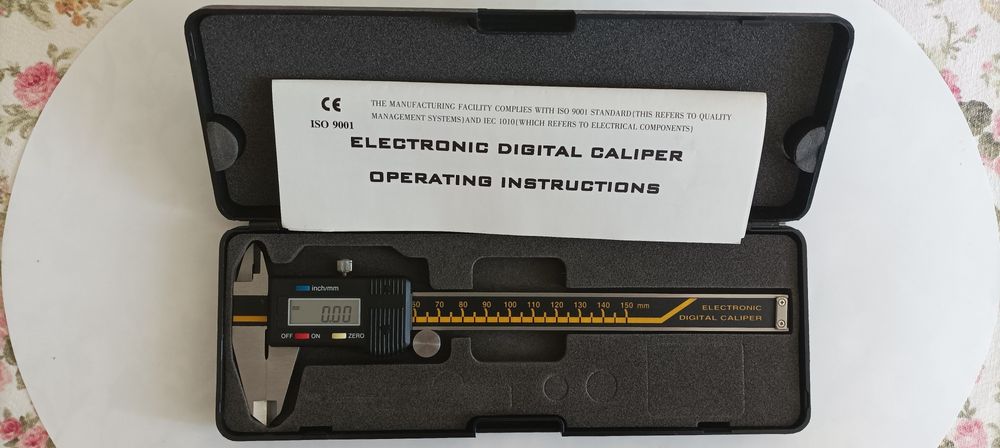 CE
ISO 9001
THE MANUFACTURING FACILITY COMPLIES WITH ISO 9001 STANDARD(THIS REFERS TO QUALITY
MANAGEMENT SYSTEMS)AND IEC 1010(WHICH REFERS TO ELECTRICAL COMPONENTS)
ELECTRONIC DIGITAL CALIPER
OPERATING INSTRUCTIONS
inch/mm
0.00
OFF ON ZERO
60 70 80 90 100 110 120 130 140 150 mm
ELECTRONIC
DIGITAL CALIPER